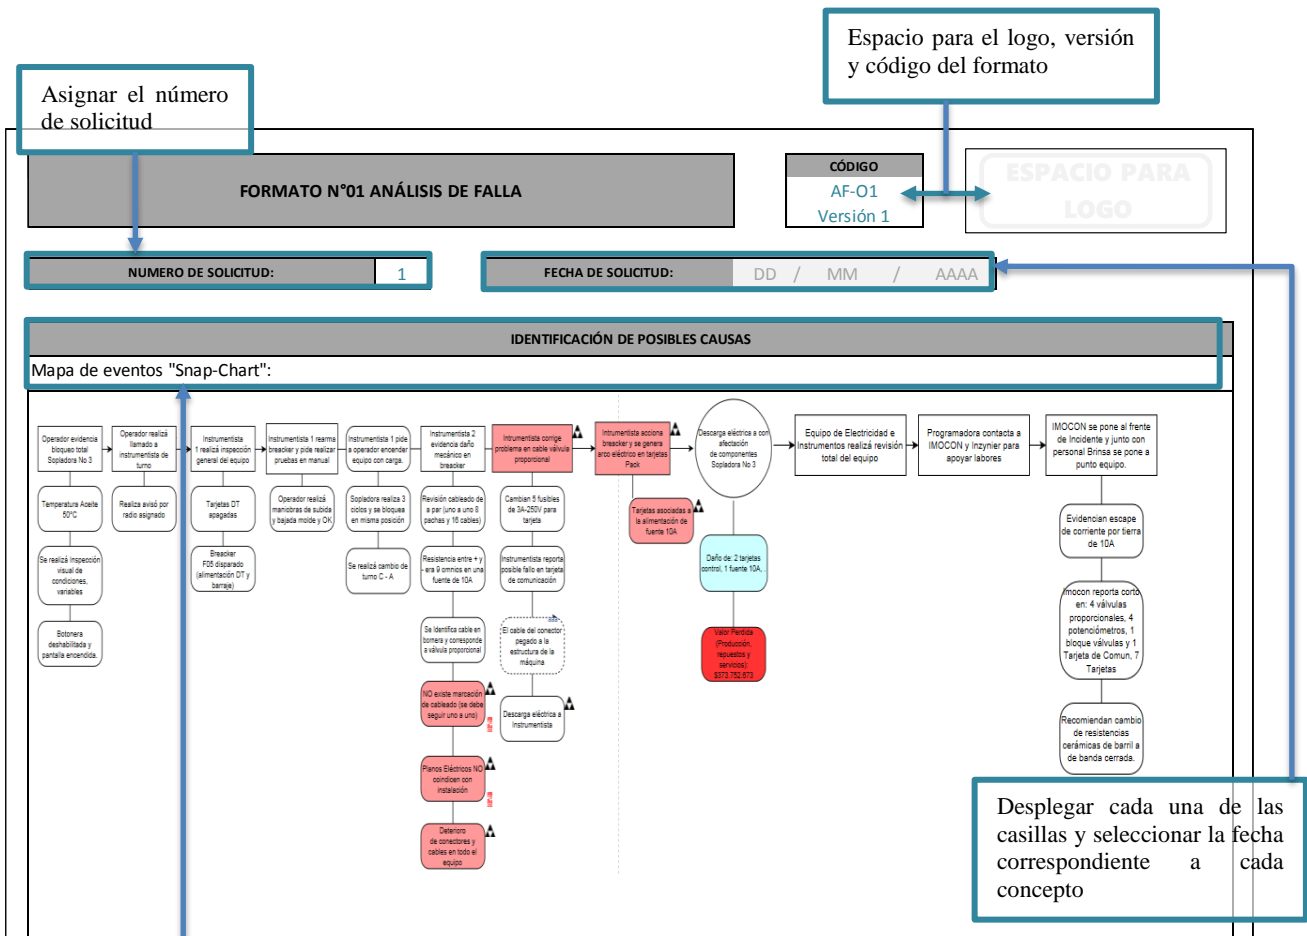 Espacio para el logo, versión
y código del formato
Asignar el número
de solicitud
FORMATO N°01 ANÁLISIS DE FALLA
CÓDIGO
AF-O1
Versión 1
ESPACIO PARA
LOGO
NUMERO DE SOLICITUD:
1
FECHA DE SOLICITUD:
DD / MM / AAAA
IDENTIFICACIÓN DE POSIBLES CAUSAS
Mapa de eventos "Snap-Chart":
Operador evidencia
bloqueo total
Sopladora No 3
Temperatura Aceite
50°C
Se realizá Inspección
visual de
condiciones,
variables
Botonera
deshabilitada y
pantalla encendida.
Operador realizá
llamado a
instrumentista de
turno
Realiza avisó por
radio asignado
Instrumentista
1 realizá inspección
general del equipo
Tarjetas DT
apagadas
Breacker
F05 disparado
(alimentación DT y
barraje)
Instrumentista 1 rearma
breacker y pide realizar
pruebas en manual
Operador realizá
maniobras de subida
y bajada molde y OK
Instrumentista 1 pide
a operador encender
equipo con carga.
Sopladora realiza 3
ciclos y se bloquea
en misma posición
Se realizá cambio de
turno C - A
Instrumentista 2
evidencia daño
mecánico en
breacker
Revisión cableado de
a par (uno a uno 8
pachas y 16 cables)
Resistencia entre + y
- era 9 omnios en una
fuente de 10A
Se Identifica cable en
bornera y corresponde
a válvula proporcional
NO existe marcación
de cableado (se debe
seguir uno a uno)
Planos Eléctricos NO
coindicen con
instalación
Deterioro
de conectores y
cables en todo el
equipo
Intrumentista corrige
problema en cable válvula
proporcional
Cambian 5 fusibles
de 3A-250V para
tarjeta
Instrumentista reporta
posible fallo en tarjeta
de comunicación
El cable del conector
pegado a la
estructura de la
máquina
Descarga eléctrica a
Instrumentista
Instrumentista acciona
breacker y se genera
arco eléctrico en tarjetas
Pack
Tarjetas asociadas a
la alimentación de
fuente 10A
Descarga eléctrica a con
afectación
de componentes
Sopladora No 3
Daño de: 2 tarjetas
control, 1 fuente 10A, .
Valor Perdida
(Producción,
repuestos y
servicios):
$373,752,673
Equipo de Electricidad e
Instrumentos realizó revisión
total del equipo
Programadora contacta a
IMOCON y Inzynier para
apoyar labores
IMOCON se pone al frente
de Incidente y junto con
personal Brinsa se pone a
punto equipo.
Evidencian escape
de corriente por tierra
de 10A
Imocon reporta corto
en: 4 válvulas
proporcionales, 4
potenciómetros, 1
bloque válvulas y 1
Tarjeta de Comun, 7
Tarjetas
Recomiendan cambio
de resistencias
cerámicas de barril a
de banda cerrada.
Desplegar cada una de las
casillas y seleccionar la fecha
correspondiente a cada
concepto